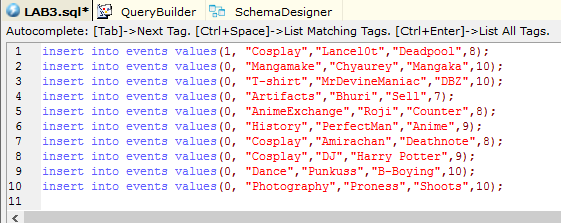 LAB3.sql* QueryBuilder SchemaDesigner
Autocomplete: [Tab]->Next Tag. [Ctrl+Space]->List Matching Tags. [Ctrl+Enter]->List All Tags.
1 insert into events values(1, "Cosplay","Lancel0t","Deadpool",8);
2 insert into events values(0, "Mangamake","Chyaurey","Mangaka",10);
3 insert into events values(0, "T-shirt","MrDevineManiac","DBZ",10);
4 insert into events values(0, "Artifacts","Bhuri","Sell",7);
5 insert into events values(0, "AnimeExchange","Roji","Counter",8);
6 insert into events values(0, "History","PerfectMan","Anime",9);
7 insert into events values(0, "Cosplay","Amirachan","Deathnote",8);
8 insert into events values(0, "Cosplay","DJ","Harry Potter",9);
9 insert into events values(0, "Dance","Punkuss","B-Boying",10);
10 insert into events values(0, "Photography","Proness","Shoots",10);